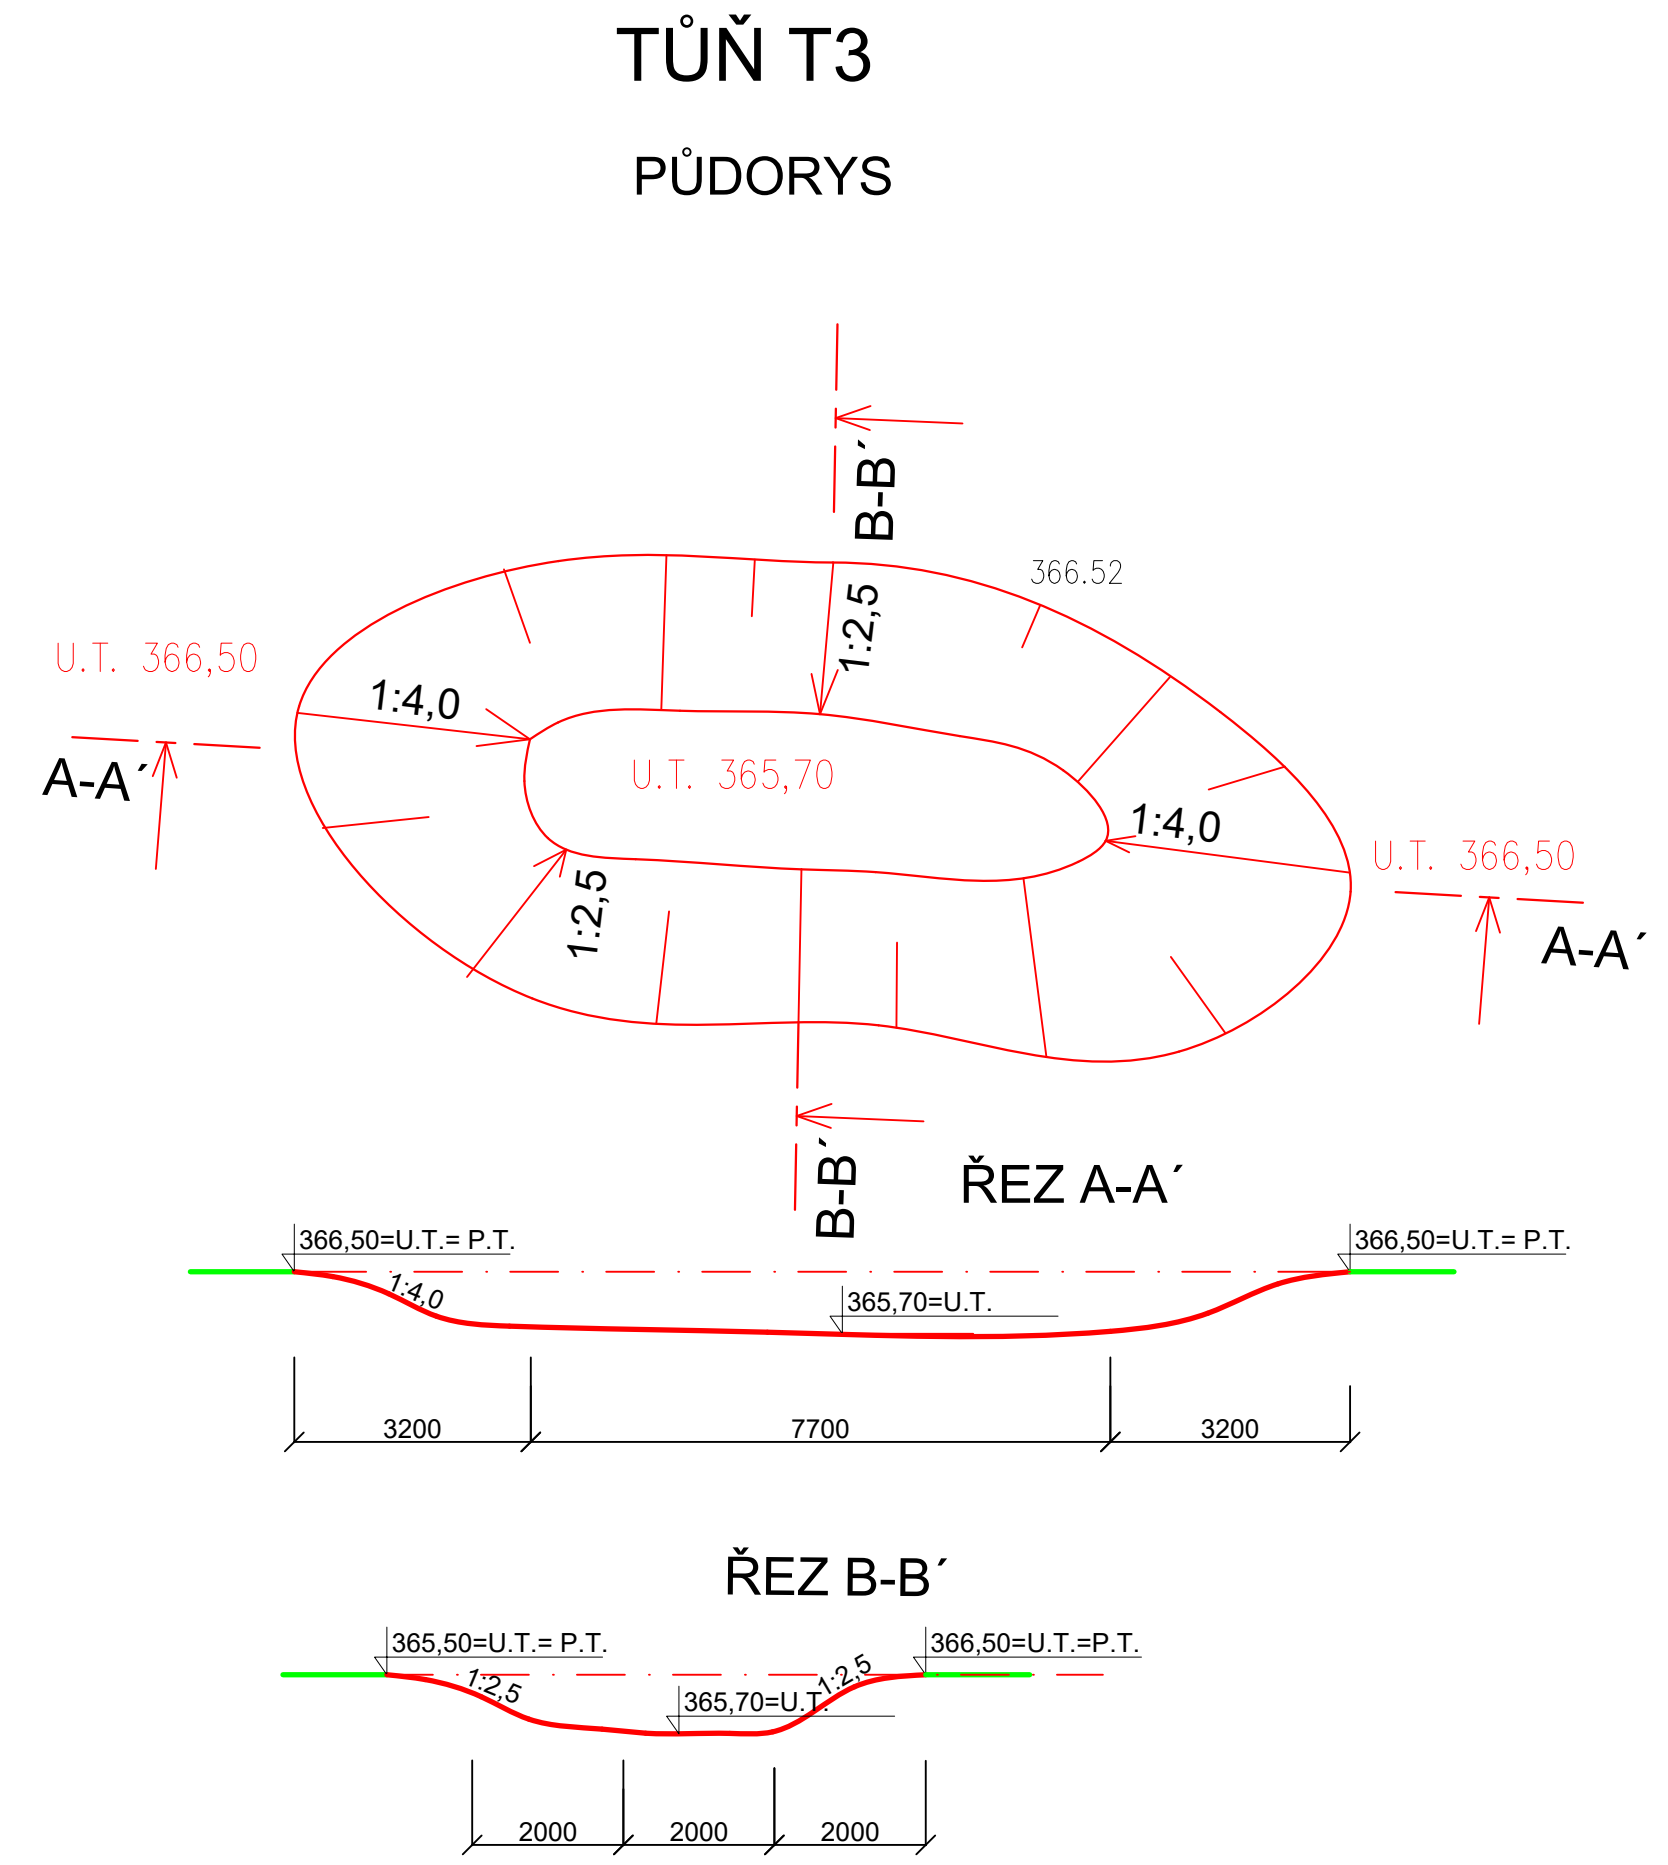 TŮŇ T3
PŮDORYS
B-B´
366.52
1:2,5
U.T. 366,50
1:4,0
A-A´
U.T. 365,70
1:4,0
U.T. 366,50
1:2,5
A-A´
B-B´
ŘEZ A-A´
366,50=U.T.= P.T.
366,50=U.T.= P.T.
1:4,0
365,70=U.T.
3200
7700
3200
ŘEZ B-B´
365,50=U.T.= P.T.
366,50=U.T.=P.T.
1:2,5
1:2,5
365,70=U.T.
2000
2000
2000